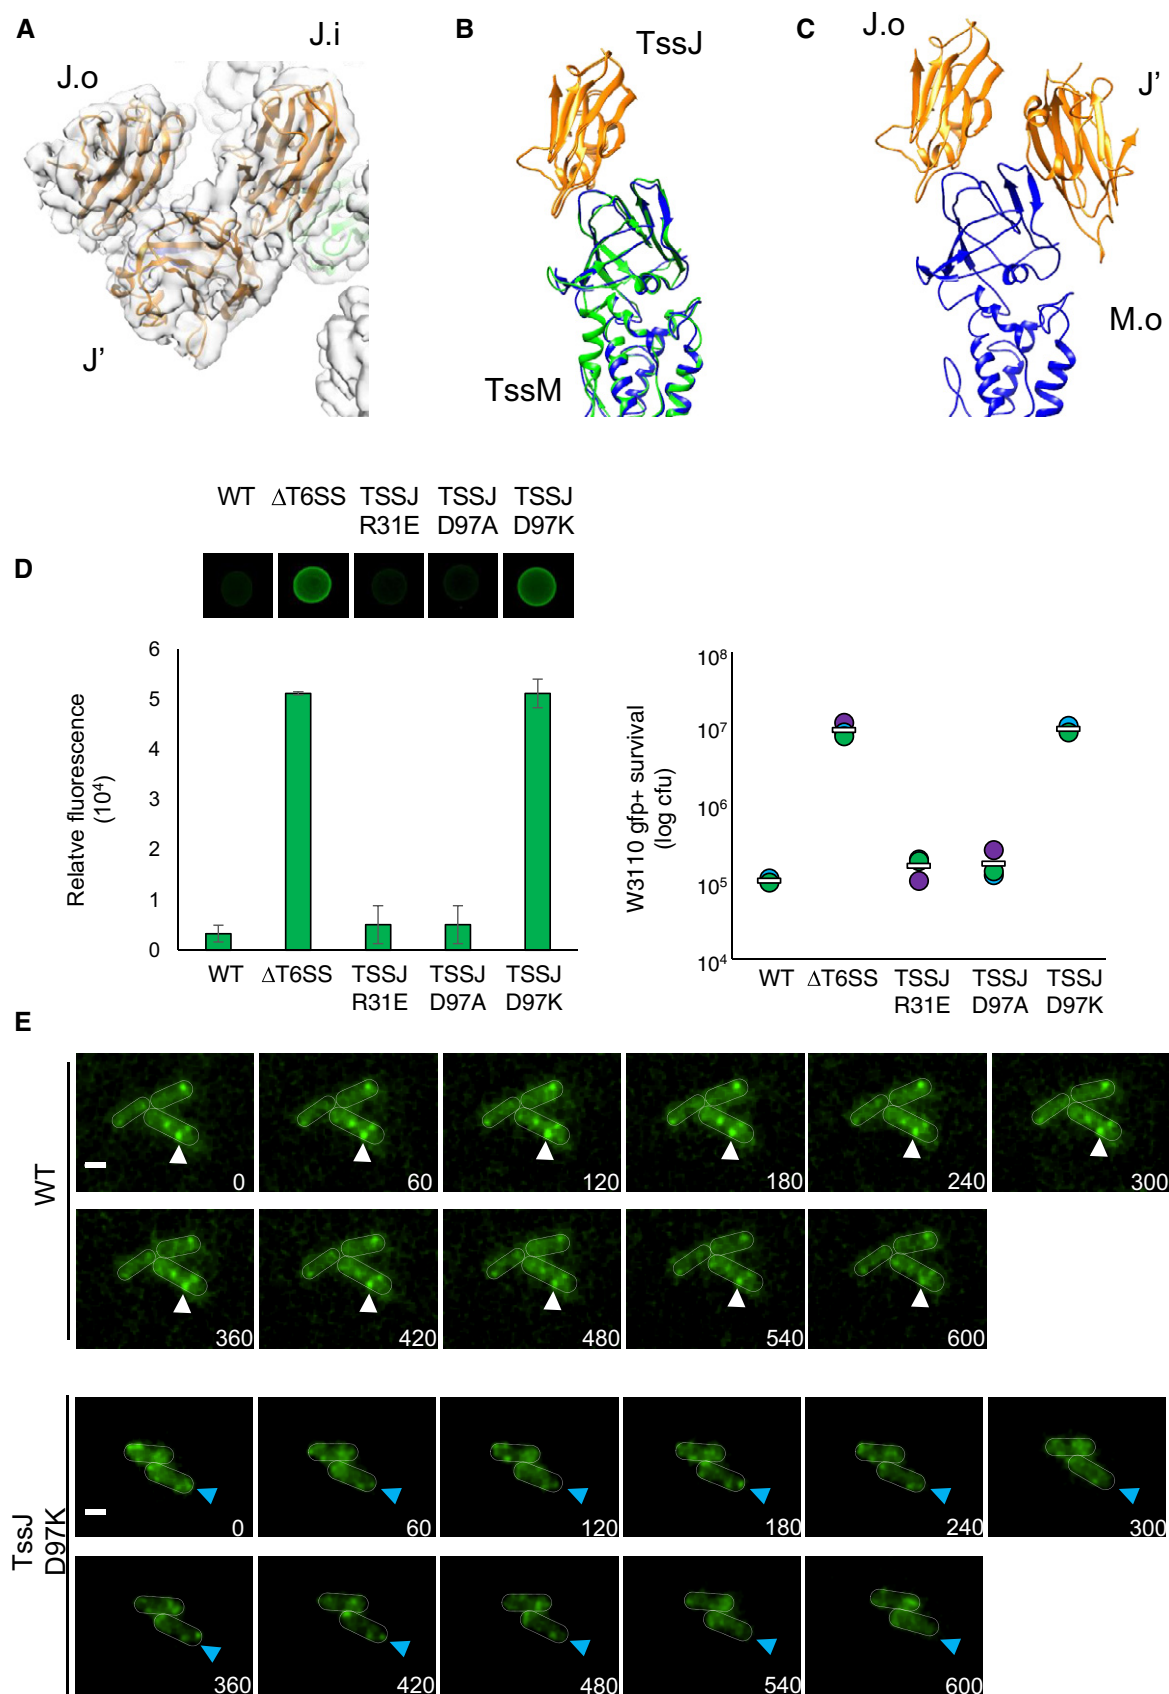 A
J.i
J.o
J’
B
TssJ
TssM
C
J.o
J’
M.o
WT ΔT6SS TSSJ TSSJ TSSJ
R31E D97A D97K
D
6
5
4
3
2
1
0
Relatve fluorescence
(10⁴)
WT ΔT6SS TSSJ TSSJ TSSJ
R31E D97A D97K
10⁸
10⁷
10⁶
10⁵
10⁴
W3110 gfp+ survival
(log cfu)
WT ΔT6SS TSSJ TSSJ TSSJ
R31E D97A D97K
E
WT
0 60 120 180 240 300
360 420 480 540 600
TssJ
D97K
0 60 120 180 240 300
360 420 480 540 600